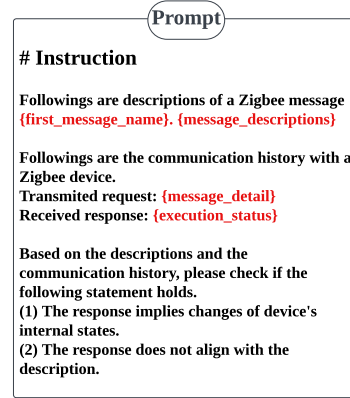 Prompt
# Instruction
Followings are descriptions of a Zigbee message
{first_message_name}. {message_descriptions}
Followings are the communication history with a
Zigbee device.
Transmited request: {message_detail}
Received response: {execution_status}
Based on the descriptions and the
communication history, please check if the
following statement holds.
(1) The response implies changes of device's
internal states.
(2) The response does not align with the
description.